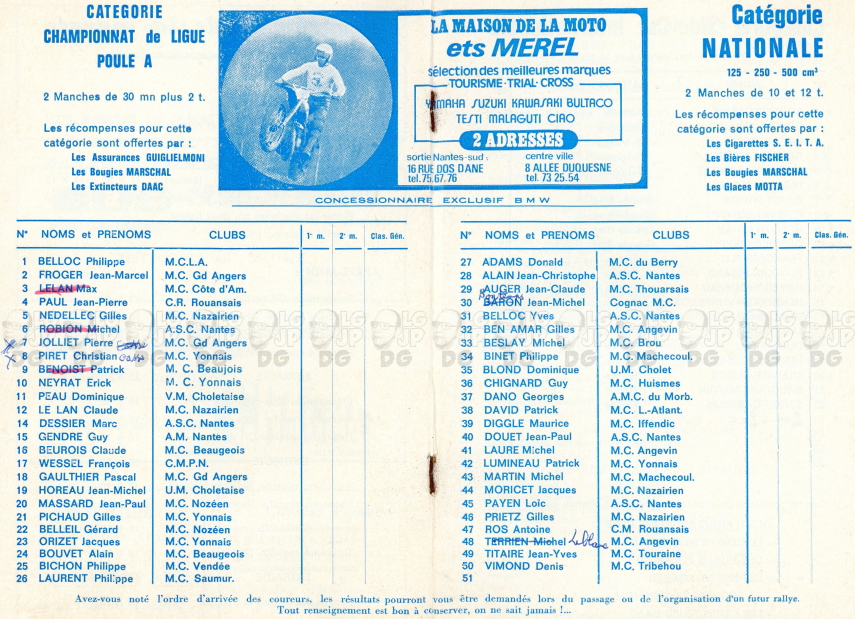 CATEGORIE
CHAMPIONNAT de LIGUE
POULE A
2 Manches de 30 mn plus 2 t.
Les récompenses pour cette
catégorie sont offertes par :
Les Assurances GUIGLIELMONI
Les Bougies MARSCHAL
Les Extincteurs DAAC
LA MAISON DE LA MOTO
ets MEREL
sélection des meilleures marques
TOURISME-TRIAL-CROSS
YAMAHA SUZUKI KAWASAKI BULTACO
TESTI MALAGUTI CIAO
2 ADRESSES
sortie Nantes-sud :
16 RUE DOS D'ANE
tel.75.67.76
centre ville
8 ALLEE DUQUESNE
tel. 73 25.54
CONCESSIONNAIRE EXCLUSIF BMW
Catégorie
NATIONALE
125 - 250 - 500 cm³
2 Manches de 10 et 12 t.
Les récompenses pour cette
catégorie sont offertes par :
Les Cigarettes S. E. I. T. A.
Les Bières FISCHER
Les Bougies MARSCHAL
Les Glaces MOTTA
N° NOMS et PRENOMS CLUBS 1e m. 2e m. Clas. Gén.
1 BELLOC Philippe M.C.L.A.
2 FROGER Jean-Marcel M.C. Gd Angers
3 LELAN Max M.C. Côte d'Am.
4 PAUL Jean-Pierre C.R. Rouansais
5 NEDELLEC Gilles M.C. Nazairien
6 ROBION Michel A.S.C. Nantes
7 JOLLIET Pierre M.C. Gd Angers
PIRET Christian M.C. Yonnais
9 BENOIST Patrick M. C. Beaujois
10 NEYRAT Erick M. C. Yonnais
11 PEAU Dominique V.M. Choletaise
12 LE LAN Claude M.C. Nazairien
14 DESSIER Marc A.S.C. Nantes
15 GENDRE Guy A.M. Nantes
16 BEUROIS Claude M.C. Beaugeois
17 WESSEL François C.M.P.N.
18 GAULTHIER Pascal M.C. Gd Angers
19 HOREAU Jean-Michel U.M. Choletaise
20 MASSARD Jean-Paul M.C. Nozéen
21 PICHAUD Gilles M.C. Yonnais
22 BELLEIL Gérard M.C. Nozéen
23 ORIZET Jacques M.C. Yonnais
24 BOUVET Alain M.C. Beaugeois
25 BICHON Philippe M.C. Vendée
26 LAURENT Philippe M.C. Saumur.
N° NOMS et PRENOMS CLUBS 1e m. 2e m. Clas. Gén.
27 ADAMS Donald M.C. du Berry
28 ALAIN Jean-Christophe A.S.C. Nantes
29 AUGER Jean-Claude M.C. Thouarsais
30 BARON Jean-Michel Cognac M.C.
31 BELLOC Yves A.S.C. Nantes
32 BEN AMAR Gilles M.C. Angevin
33 BESLAY Michel M.C. Brou
34 BINET Philippe M.C. Machecoul.
35 BLOND Dominique U.M. Cholet
36 CHIGNARD Guy M.C. Huismes
37 DANO Georges A.M.C. du Morb.
38 DAVID Patrick M.C. L.-Atlant.
39 DIGGLE Maurice M.C. Iffendic
40 DOUET Jean-Paul A.S.C. Nantes
41 LAURE Michel M.C. Angevin
42 LUMINEAU Patrick M.C. Yonnais
43 MARTIN Michel M.C. Machecoul.
44 MORICET Jacques M.C. Nazairien
45 PAYEN Loïc A.S.C. Nantes
46 PRIETZ Gilles M.C. Nazairien
47 ROS Antoine C.M. Rouansais
48 TERRIEN Michel Leblanc M.C. Angevin
49 TITAIRE Jean-Yves M.C. Touraine
50 VIMOND Denis M.C. Tribehou
51
Avez-vous noté l'ordre d'arrivée des coureurs, les résultats pourront vous être demandés lors du passage ou de l'organisation d'un futur rallye.
Tout renseignement est bon à conserver, on ne sait jamais !...